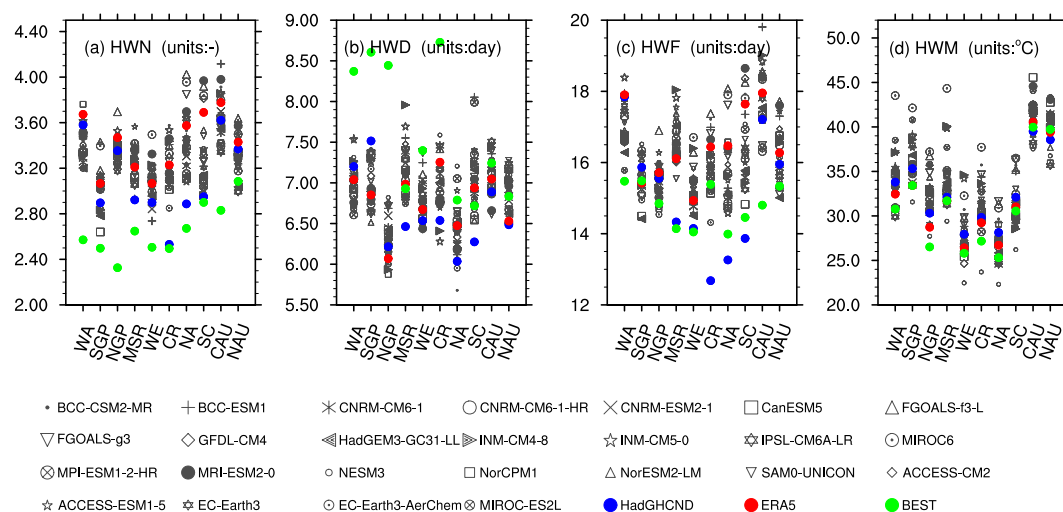 (a) HWN (units:-)
4.40
4.00
3.60
3.20
2.80
2.40
2.00
WA SGP NGP MSR WE CR NA SC CAU NAU
(b) HWD (units:day)
9.00
8.50
8.00
7.50
7.00
6.50
6.00
5.50
WA SGP NGP MSR WE CR NA SC CAU NAU
(c) HWF (units:day)
20
18
16
14
12
WA SGP NGP MSR WE CR NA SC CAU NAU
(d) HWM (units:°C)
50.0
45.0
40.0
35.0
30.0
25.0
20.0
WA SGP NGP MSR WE CR NA SC CAU NAU
BCC-CSM2-MR BCC-ESM1 CNRM-CM6-1 CNRM-CM6-1-HR CNRM-ESM2-1 CanESM5 FGOALS-f3-L
FGOALS-g3 GFDL-CM4 HadGEM3-GC31-LL INM-CM4-8 INM-CM5-0 IPSL-CM6A-LR MIROC6
MPI-ESM1-2-HR MRI-ESM2-0 NESM3 NorCPM1 NorESM2-LM SAM0-UNICON ACCESS-CM2
ACCESS-ESM1-5 EC-Earth3 EC-Earth3-AerChem MIROC-ES2L HadGHCND ERA5 BEST